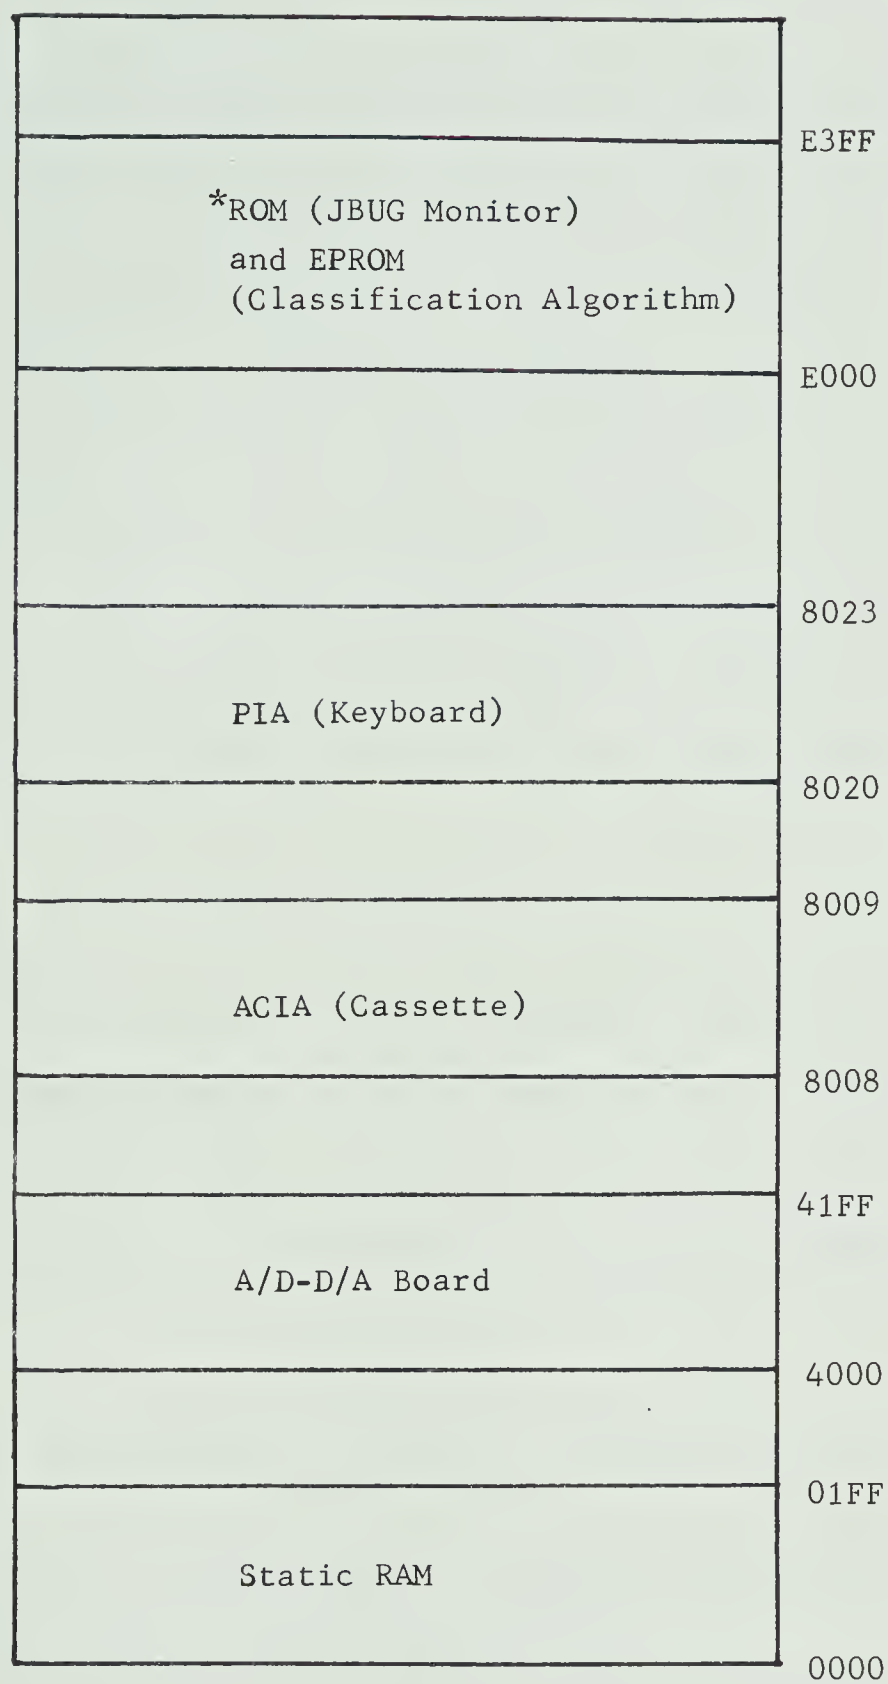 E3FF
*ROM (JBUG Monitor)
and EPROM
(Classification Algorithm)
E000
8023
PIA (Keyboard)
8020
8009
ACIA (Cassette)
8008
41FF
A/D-D/A Board
4000
01FF
Static RAM
0000